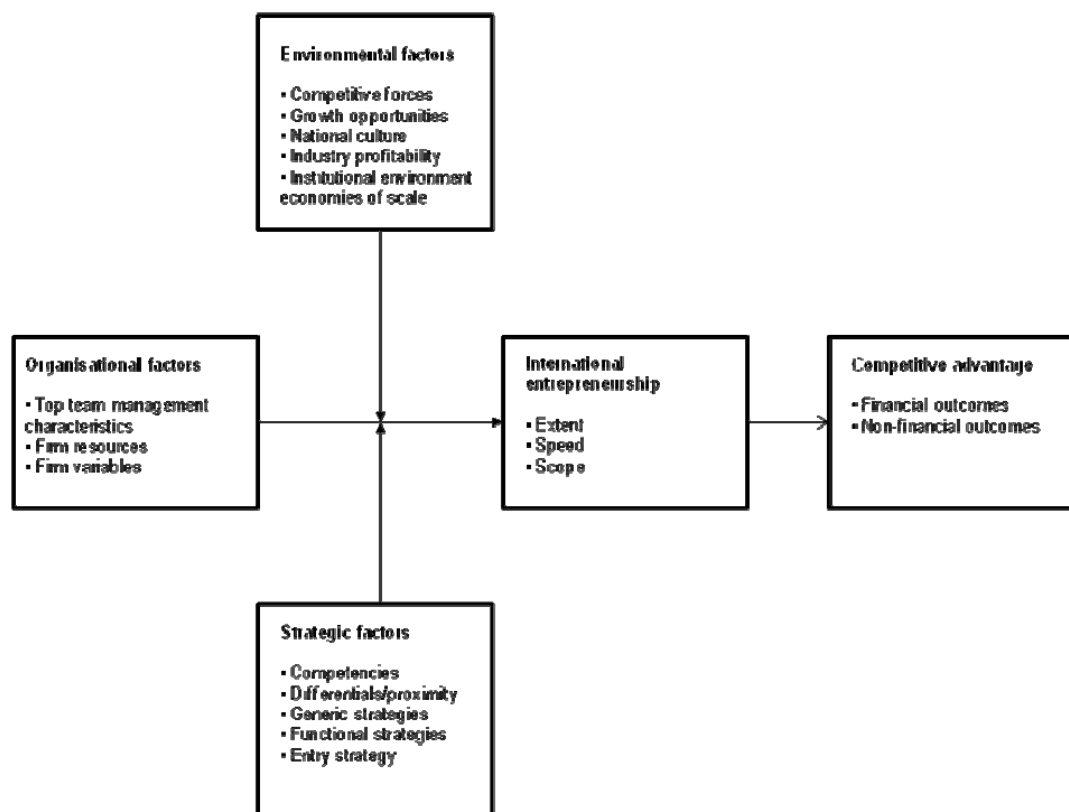 Environmental factors
▪ Competitive forces
▪ Growth opportunities
▪ National culture
▪ Industry profitability
▪ Institutional environment
economies of scale
Organisational factors
▪ Top team management
characteristics
▪ Firm resources
▪ Firm variables
International
entrepreneurship
▪ Extent
▪ Speed
▪ Scope
Competitive advantage
▪ Financial outcomes
▪ Non-financial outcomes
Strategic factors
▪ Competencies
▪ Differentials/proximity
▪ Generic strategies
▪ Functional strategies
▪ Entry strategy